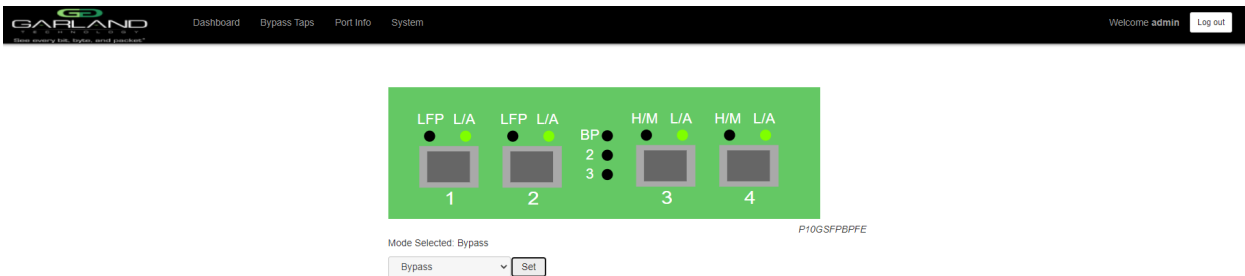 GARLAND
TECHNOLOGY
See every bit, byte, and packet®
Dashboard Bypass Taps Port Info System
Welcome admin Log out
LFP L/A LFP L/A H/M L/A H/M L/A
BP
2
3
1 2 3 4
P10GSFPBPFE
Mode Selected: Bypass
Bypass Set